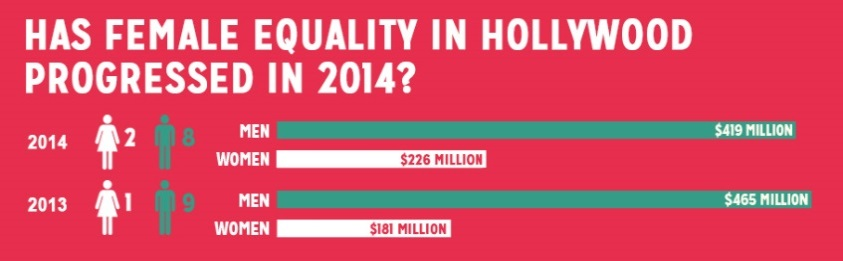 HAS FEMALE EQUALITY IN HOLLYWOOD
PROGRESSED IN 2014?
2014 2 8 MEN $419 MILLION
WOMEN $226 MILLION
2013 1 9 MEN $465 MILLION
WOMEN $181 MILLION